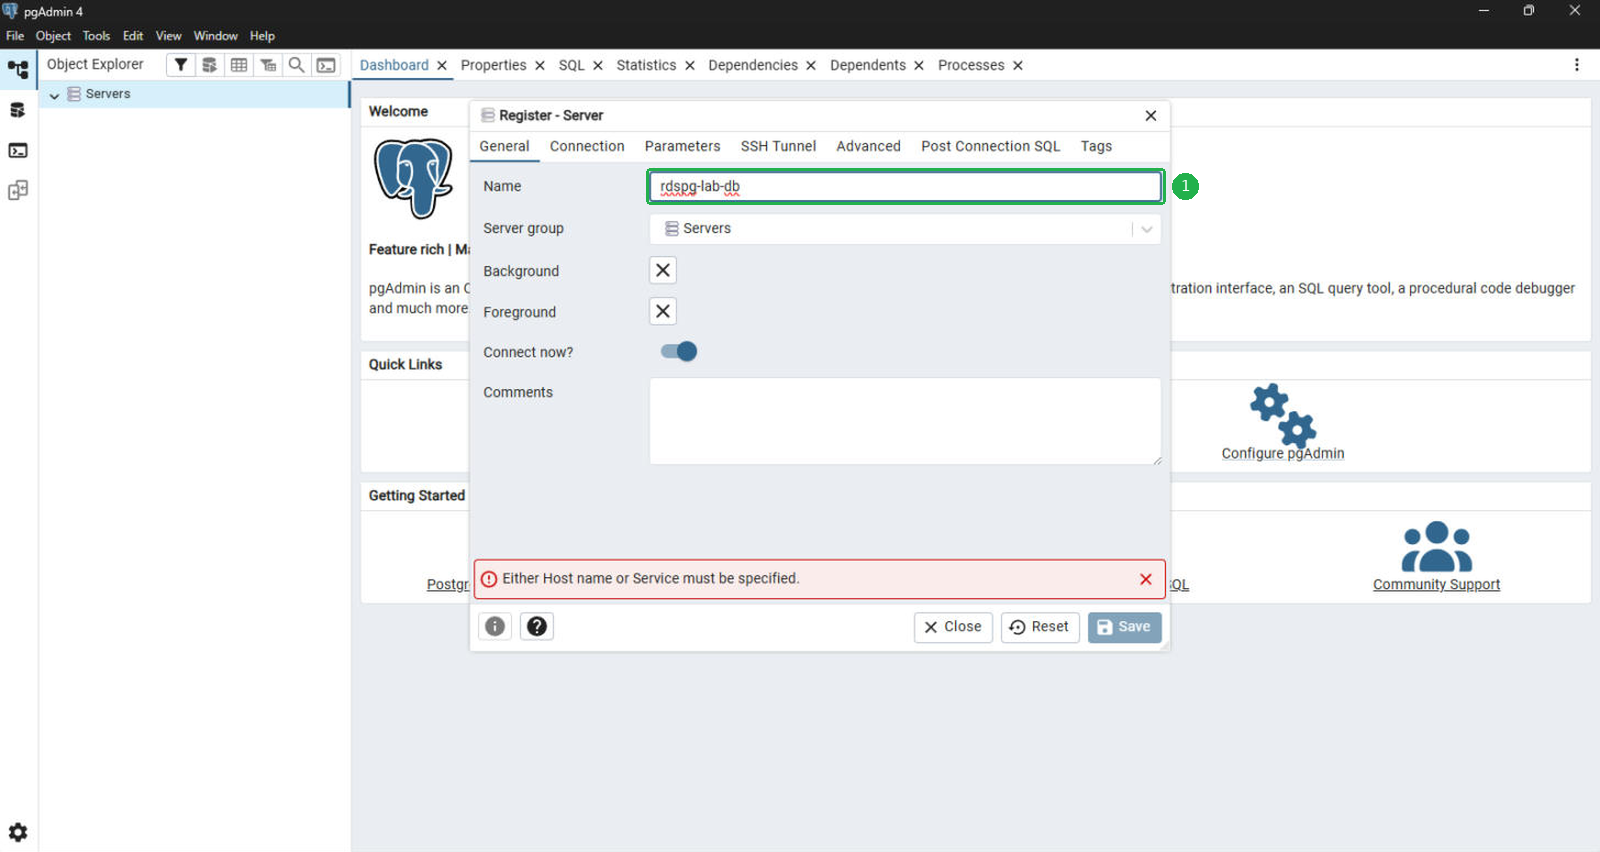 pgAdmin 4
File Object Tools Edit View Window Help
Object Explorer
Servers
Dashboard Properties SQL Statistics Dependencies Dependents Processes
Welcome
Feature rich | Ma
pgAdmin is an O
and much more
tration interface, an SQL query tool, a procedural code debugger
Quick Links
Configure pgAdmin
Getting Started
Postgr
QL
Community Support
Register - Server
General Connection Parameters SSH Tunnel Advanced Post Connection SQL Tags
Name rdspg-lab-db 1
Server group Servers
Background
Foreground
Connect now?
Comments
Either Host name or Service must be specified.
Close Reset Save